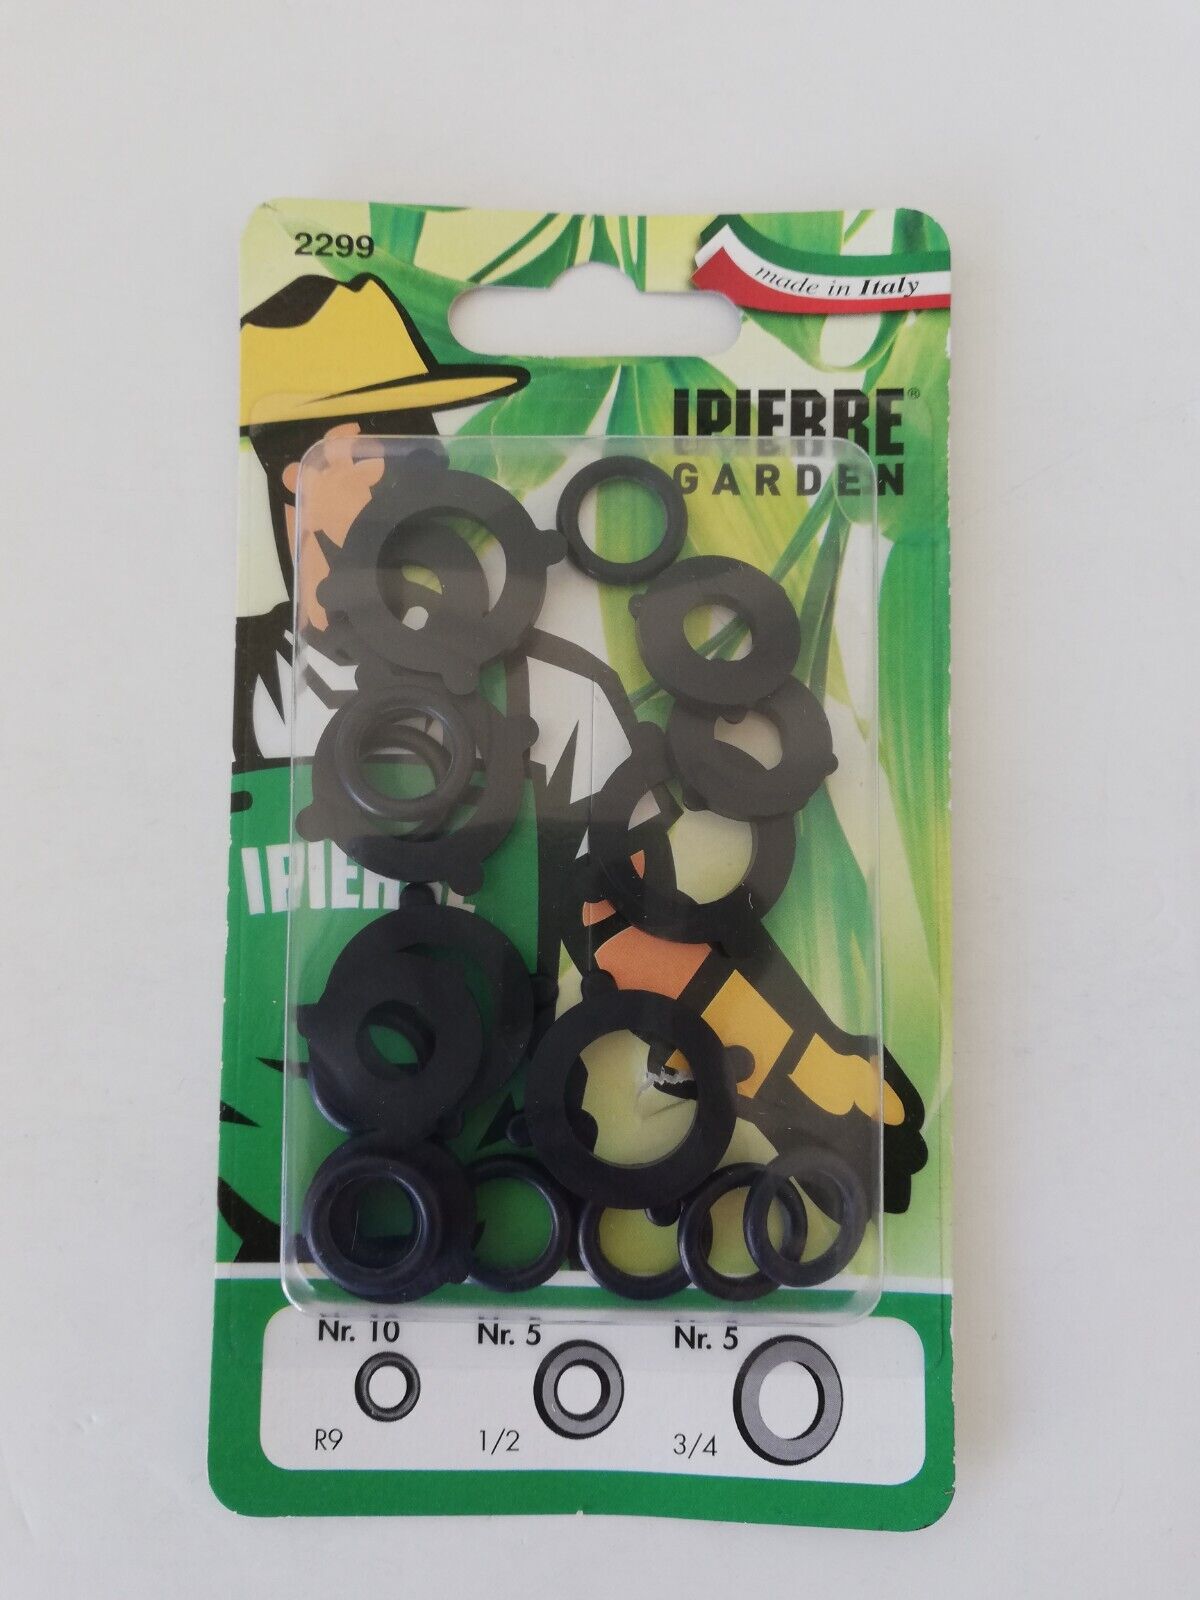 2299
made in Italy
IPIERRE®
GARDEN
IPIERRE
Nr. 10
Nr. 5
Nr. 5
R9
1/2
3/4